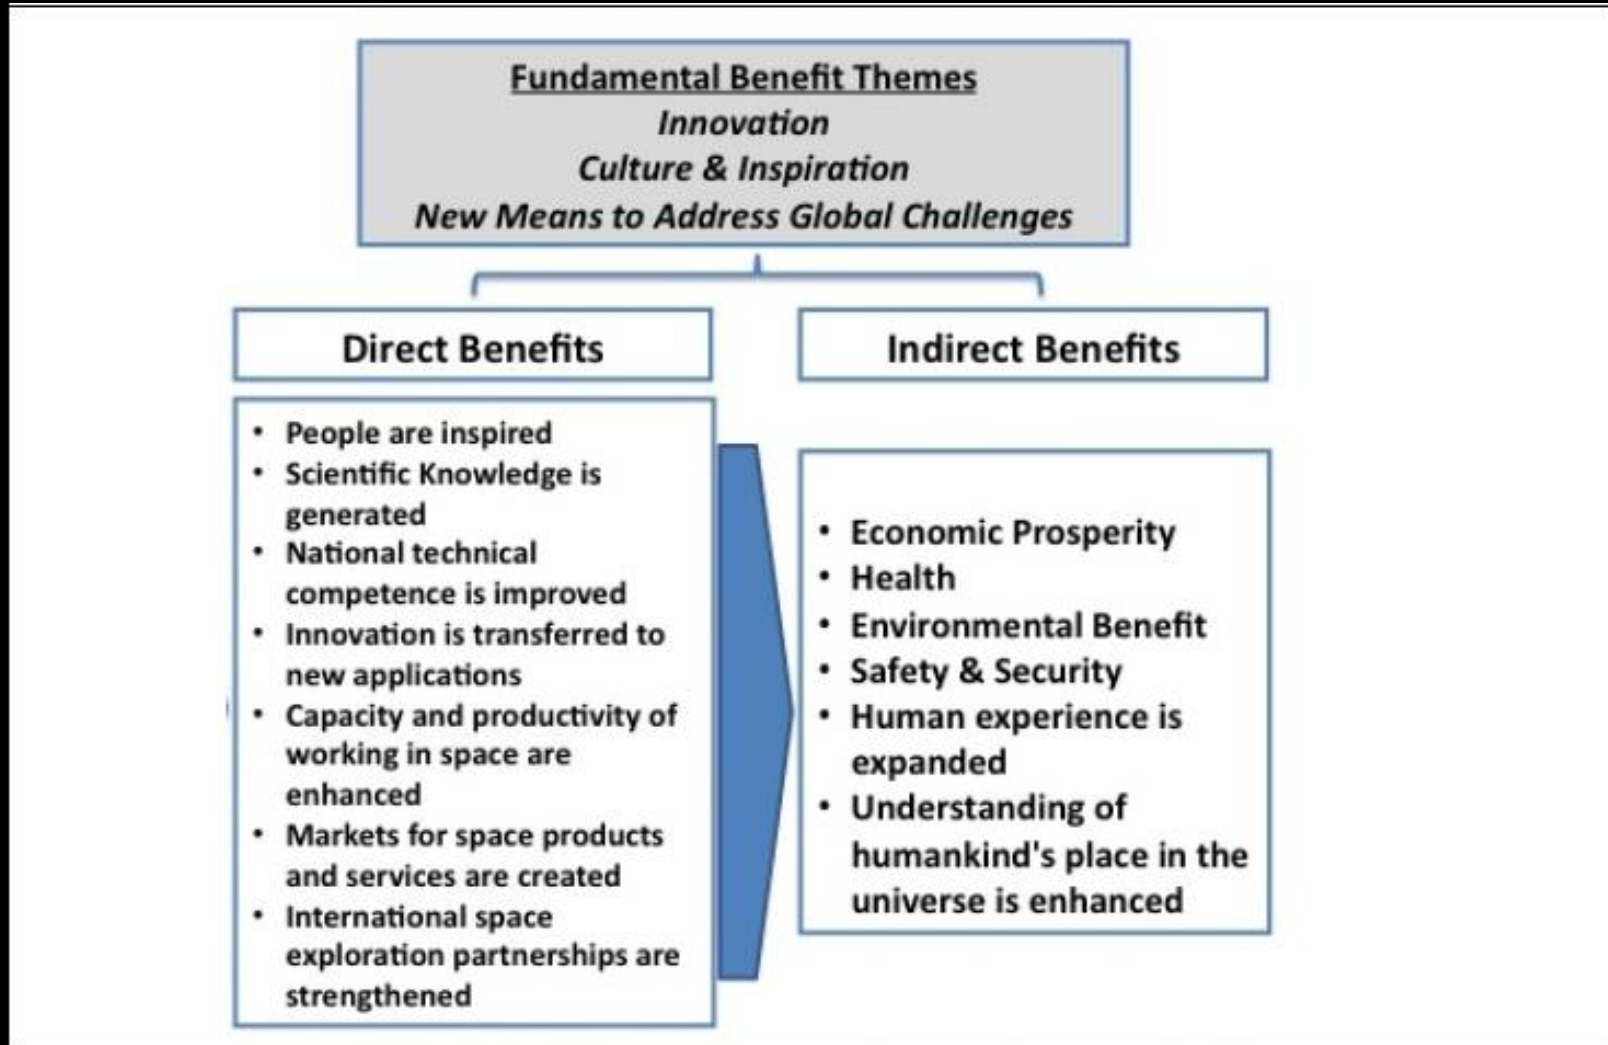 Fundamental Benefit Themes
Innovation
Culture & Inspiration
New Means to Address Global Challenges
Direct Benefits
• People are inspired
• Scientific Knowledge is
generated
• National technical
competence is improved
• Innovation is transferred to
new applications
• Capacity and productivity of
working in space are
enhanced
• Markets for space products
and services are created
• International space
exploration partnerships are
strengthened
Indirect Benefits
• Economic Prosperity
• Health
• Environmental Benefit
• Safety & Security
• Human experience is
expanded
• Understanding of
humankind's place in the
universe is enhanced